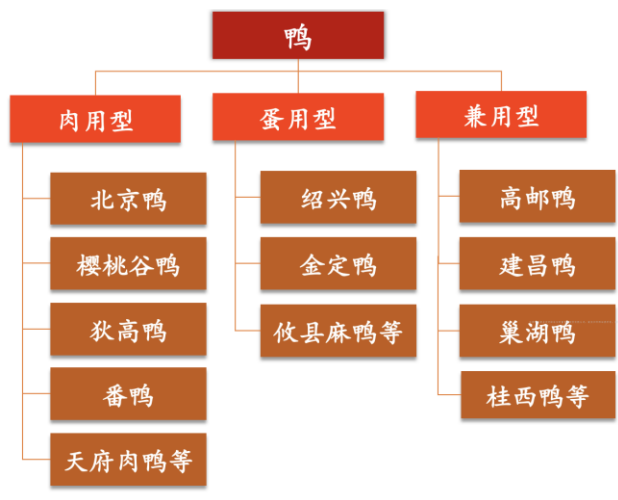 鸭
肉用型
北京鸭
樱桃谷鸭
狄高鸭
番鸭
天府肉鸭等
蛋用型
绍兴鸭
金定鸭
攸县麻鸭等
兼用型
高邮鸭
建昌鸭
巢湖鸭
桂西鸭等